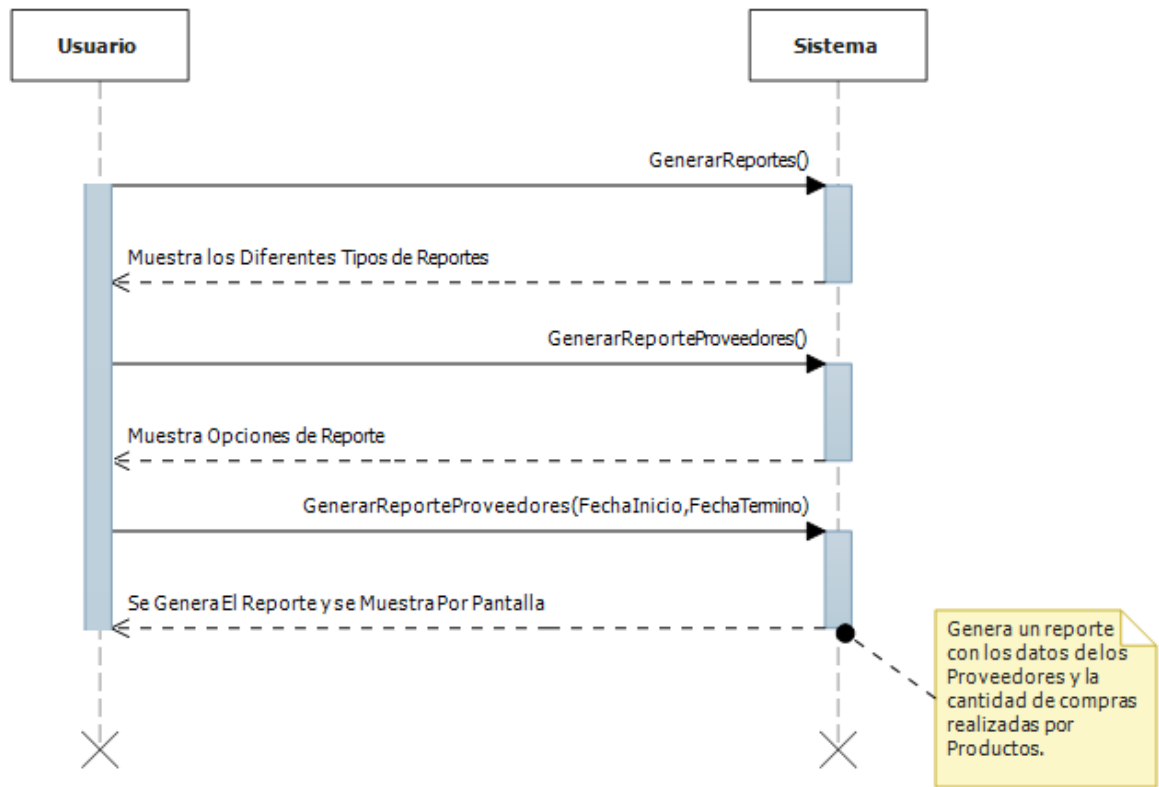 Usuario
Sistema
GenerarReportes()
Muestra los Diferentes Tipos de Reportes
GenerarReporteProveedores()
Muestra Opciones de Reporte
GenerarReporteProveedores(FechaInicio,FechaTermino)
Se Genera El Reporte y se Muestra Por Pantalla
Genera un reporte
con los datos de los
Proveedores y la
cantidad de compras
realizadas por
Productos.